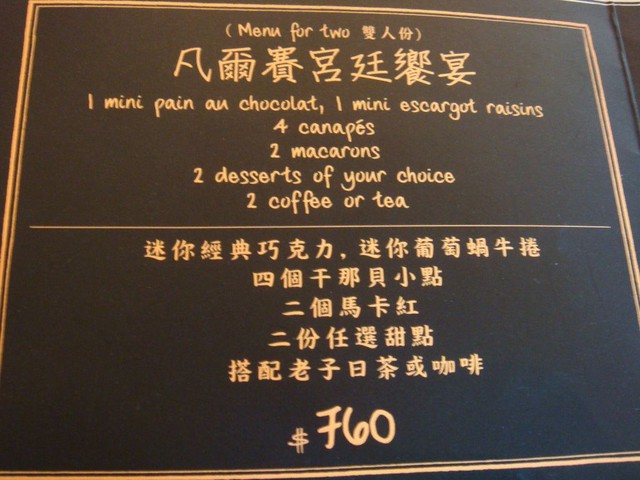 (Menu for two 雙人份)
凡爾賽宮廷饗宴
1 mini pain au chocolat, 1 mini escargot raisins
4 canapés
2 macarons
2 desserts of your choice
2 coffee or tea
迷你經典巧克力, 迷你葡萄蝸牛捲
四個干那貝小點
二個馬卡紅
二份任選甜點
搭配老子曰茶或咖啡
$ 760